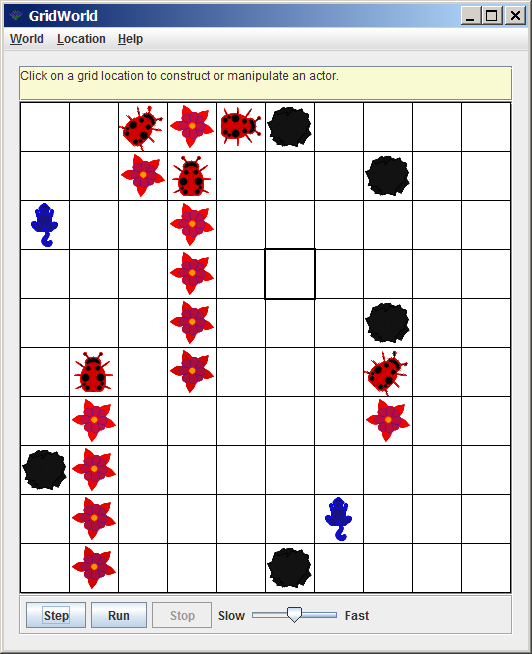 GridWorld
World Location Help
Click on a grid location to construct or manipulate an actor.
Step Run Stop Slow Fast